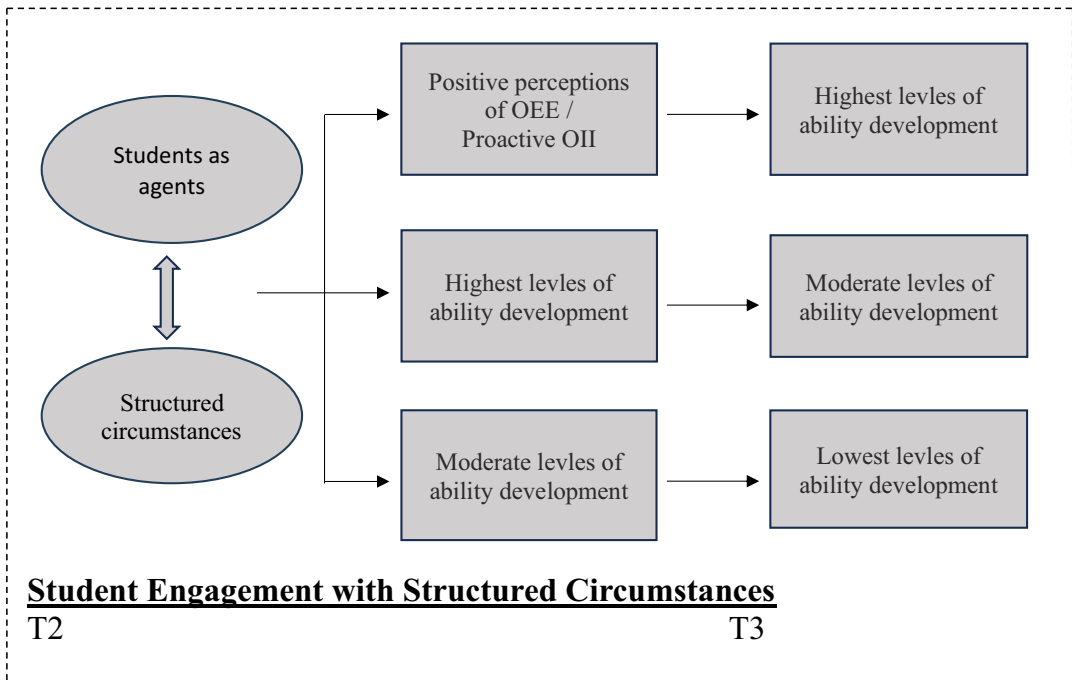 Students as
agents
Structured
circumstances
Positive perceptions
of OEE /
Proactive OII
Highest levles of
ability development
Highest levles of
ability development
Moderate levles of
ability development
Moderate levles of
ability development
Lowest levles of
ability development
Student Engagement with Structured Circumstances
T2 T3